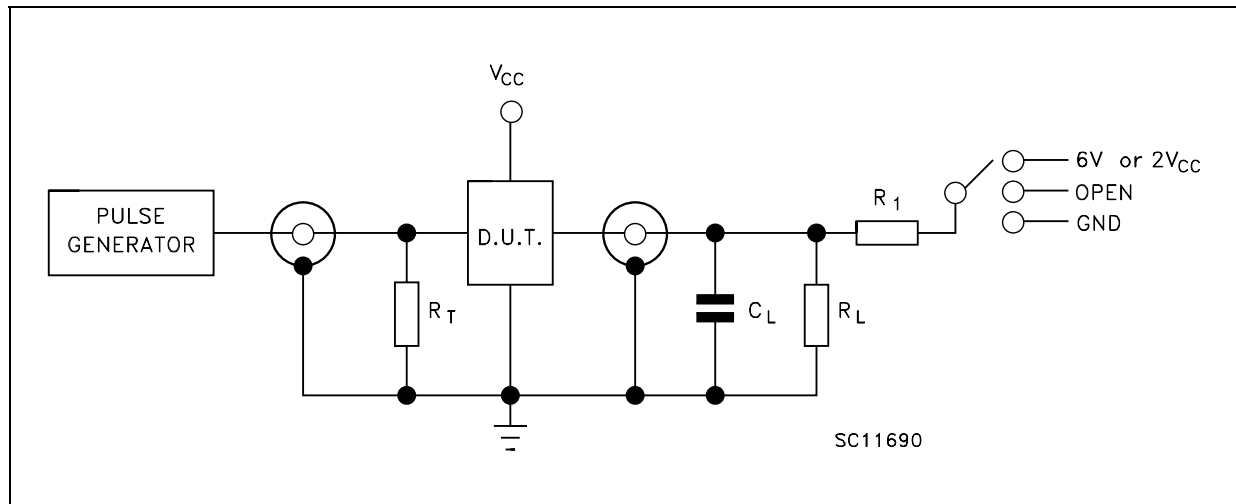 VCC
PULSE
GENERATOR
D.U.T.
RT
CL
RL
R1
6V or 2VCC
OPEN
GND
SC11690